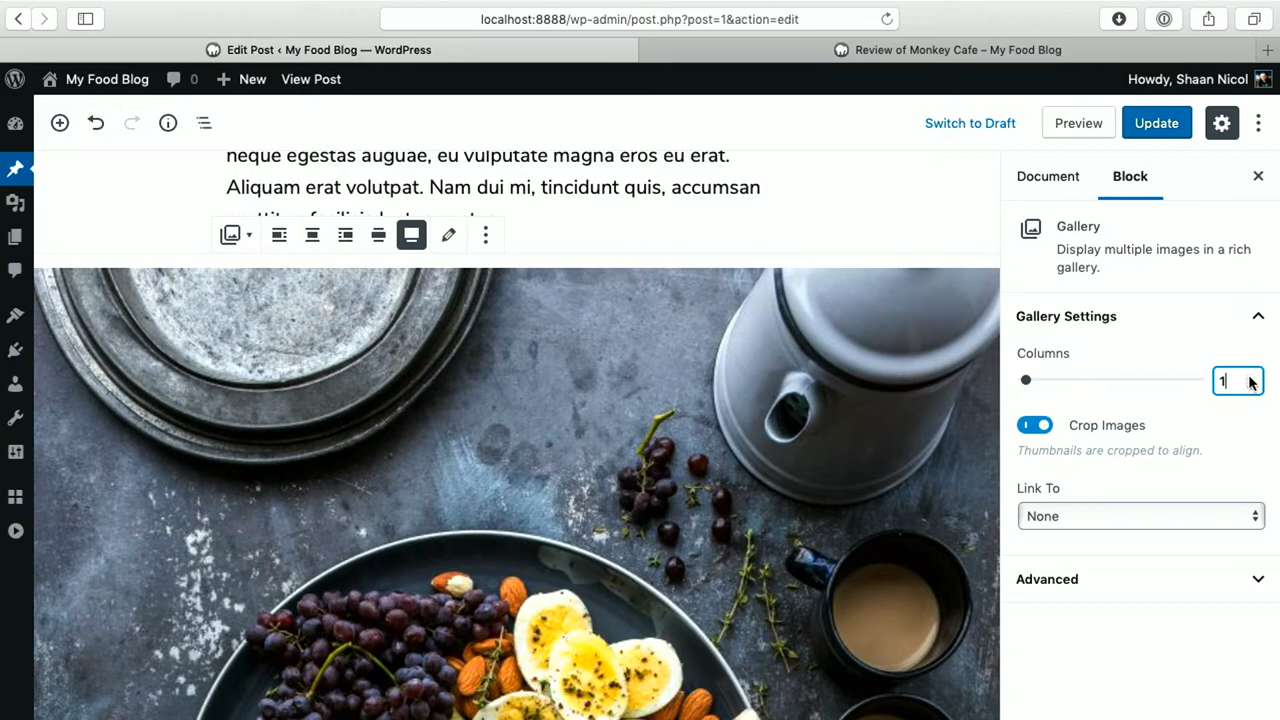 localhost:8888/wp-admin/post.php?post=1&action=edit
Edit Post ‹ My Food Blog — WordPress
Review of Monkey Cafe – My Food Blog
My Food Blog 0 New View Post Howdy, Shaan Nicol
Switch to Draft Preview Update
neque egestas auguae, eu vulputate magna eros eu erat.
Aliquam erat volutpat. Nam dui mi, tincidunt quis, accumsan
Document Block
Gallery
Display multiple images in a rich
gallery.
Gallery Settings
Columns
1
Crop Images
Thumbnails are cropped to align.
Link To
None
Advanced